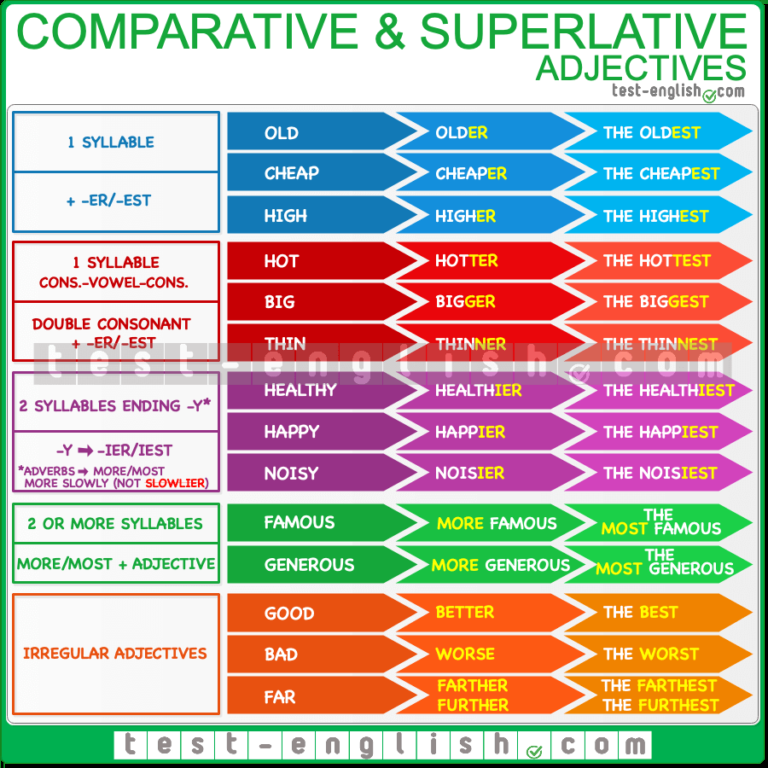 COMPARATIVE & SUPERLATIVE
ADJECTIVES
test-english.com
1 SYLLABLE
+ -ER/-EST
OLD OLDER THE OLDEST
CHEAP CHEAPER THE CHEAPEST
HIGH HIGHER THE HIGHEST
1 SYLLABLE
CONS.-VOWEL-CONS.
DOUBLE CONSONANT
+ -ER/-EST
HOT HOTTER THE HOTTEST
BIG BIGGER THE BIGGEST
THIN THINNER THE THINNEST
test-english.com
2 SYLLABLES ENDING -Y*
-Y ➡ -IER/IEST
*ADVERBS ➡ MORE/MOST
MORE SLOWLY (NOT SLOWLIER)
HEALTHY HEALTHIER THE HEALTHIEST
HAPPY HAPPIER THE HAPPIEST
NOISY NOISIER THE NOISIEST
2 OR MORE SYLLABLES
MORE/MOST + ADJECTIVE
FAMOUS MORE FAMOUS THE
MOST FAMOUS
GENEROUS MORE GENEROUS THE
MOST GENEROUS
IRREGULAR ADJECTIVES
GOOD BETTER THE BEST
BAD WORSE THE WORST
FAR FARTHER THE FARTHEST
FURTHER THE FURTHEST
test-english.com